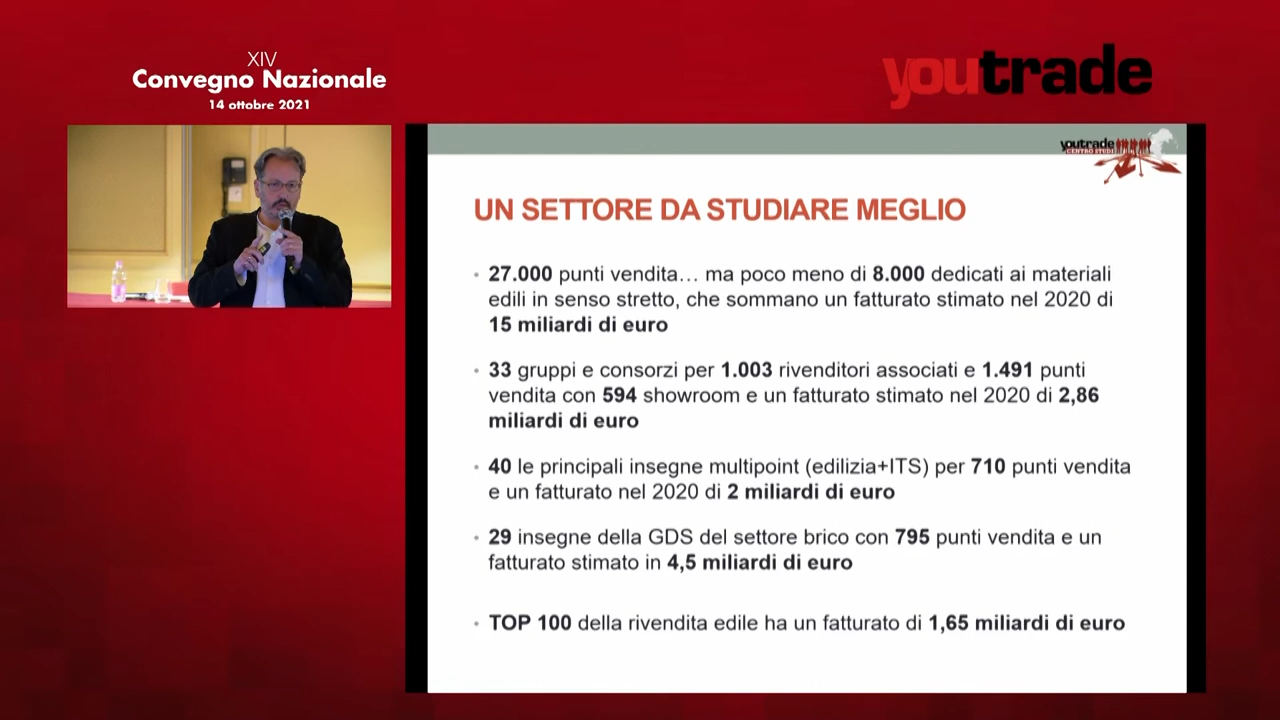 XIV
Convegno Nazionale
14 ottobre 2021
youtrade
youtrade
CENTRO STUDI
UN SETTORE DA STUDIARE MEGLIO
• 27.000 punti vendita… ma poco meno di 8.000 dedicati ai materiali
edili in senso stretto, che sommano un fatturato stimato nel 2020 di
15 miliardi di euro
• 33 gruppi e consorzi per 1.003 rivenditori associati e 1.491 punti
vendita con 594 showroom e un fatturato stimato nel 2020 di 2,86
miliardi di euro
• 40 le principali insegne multipoint (edilizia+ITS) per 710 punti vendita
e un fatturato nel 2020 di 2 miliardi di euro
• 29 insegne della GDS del settore brico con 795 punti vendita e un
fatturato stimato in 4,5 miliardi di euro
• TOP 100 della rivendita edile ha un fatturato di 1,65 miliardi di euro